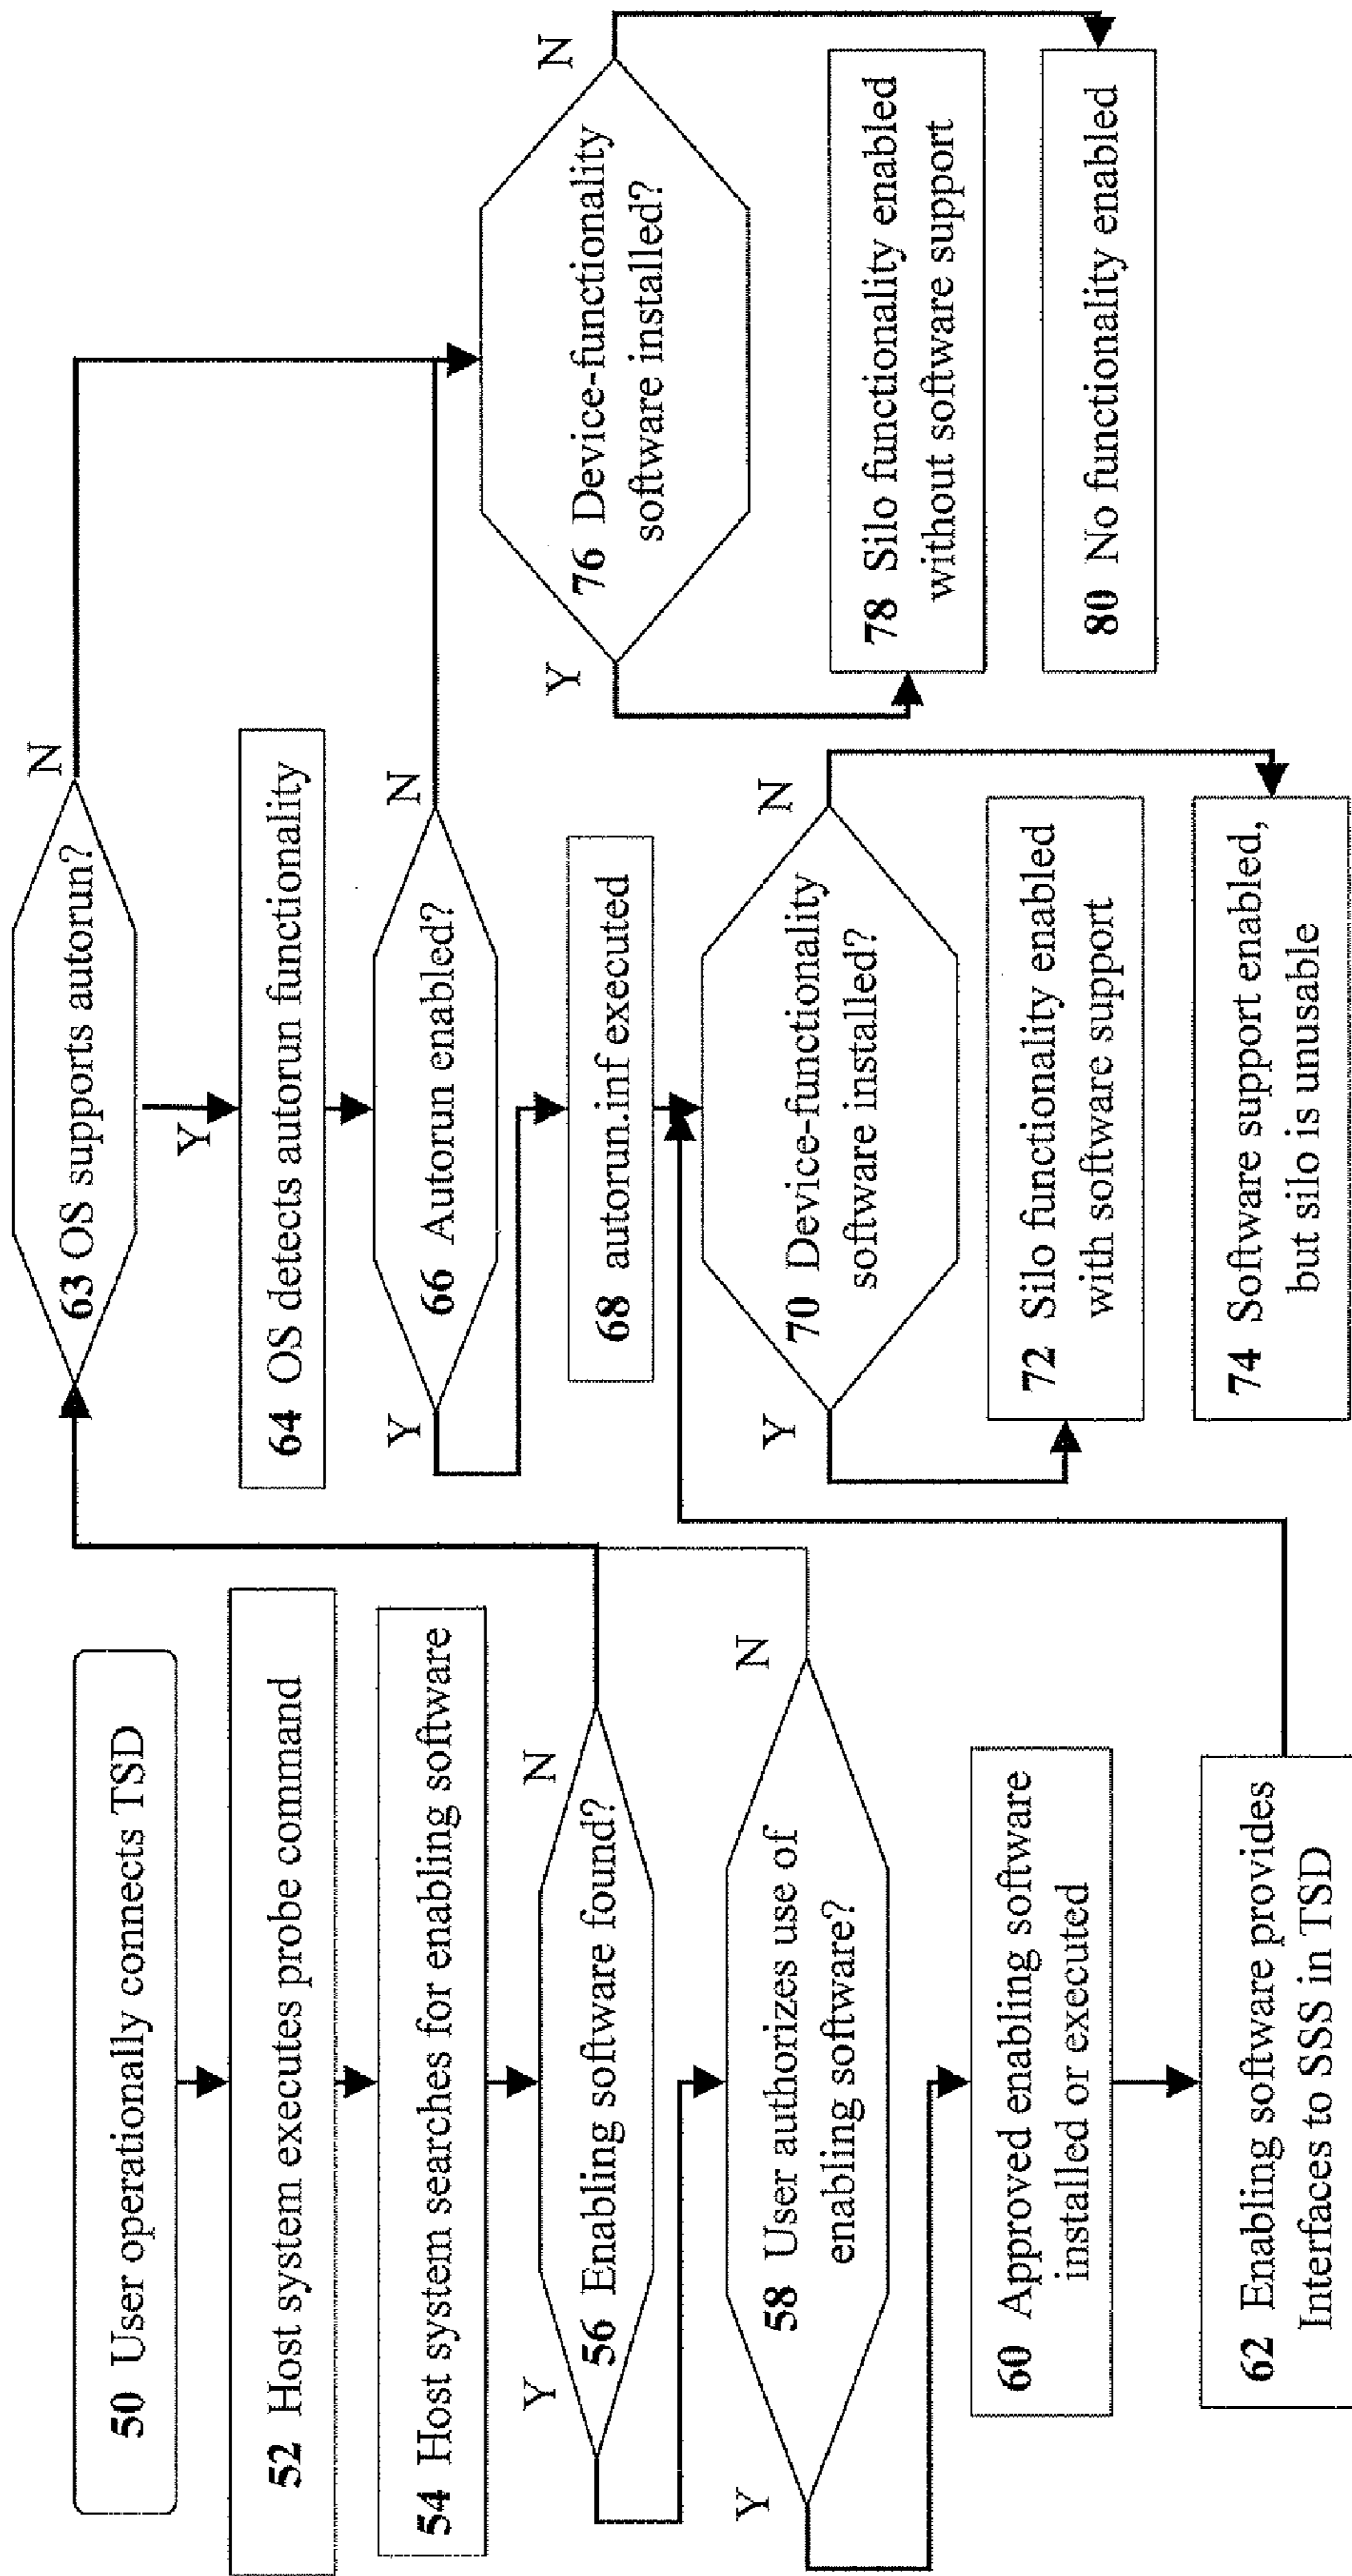 50 User operationally connects TSD
52 Host system executes probe command
54 Host system searches for enabling software
56 Enabling software found?
Y
N
58 User authorizes use of
enabling software?
Y
N
60 Approved enabling software
installed or executed
62 Enabling software provides
Interfaces to SSS in TSD
63 OS supports autorun?
N
Y
64 OS detects autorun functionality
66 Autorun enabled?
Y
N
68 autorun.inf executed
70 Device-functionality
software installed?
Y
N
72 Silo functionality enabled
with software support
74 Software support enabled,
but silo is unusable
76 Device-functionality
software installed?
Y
N
78 Silo functionality enabled
without software support
80 No functionality enabled